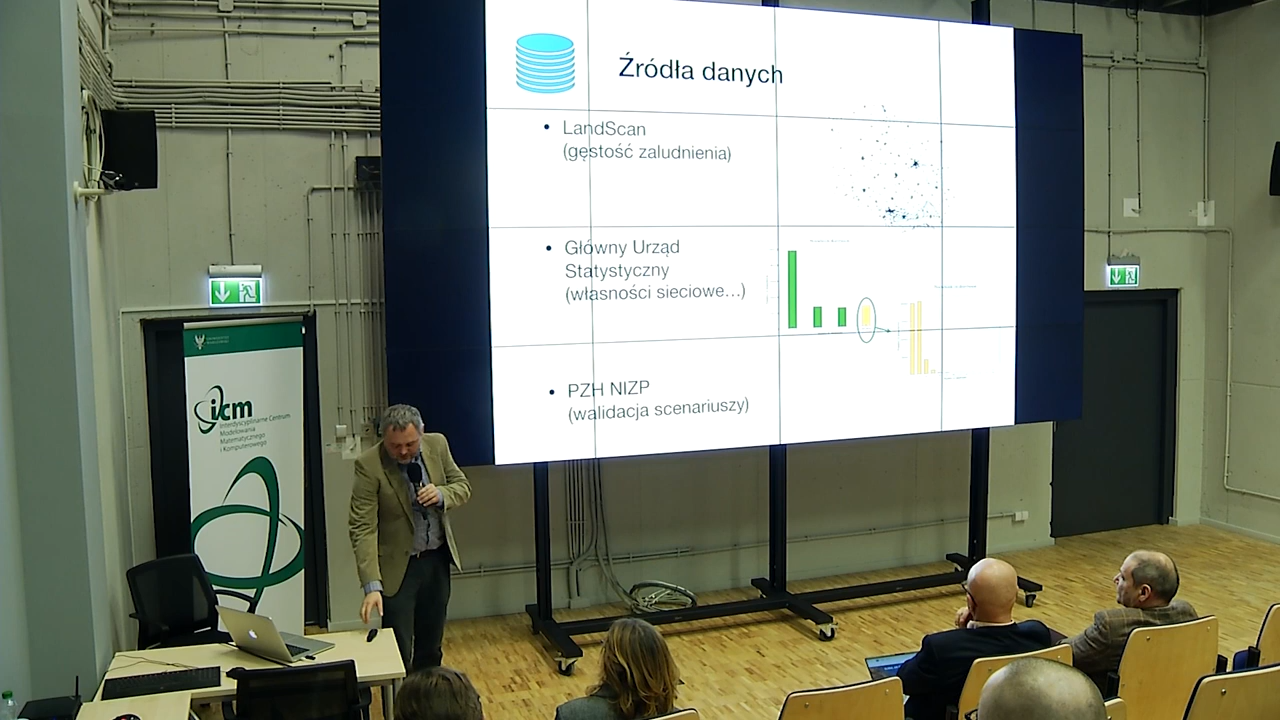 Źródła danych
• LandScan
(gęstość zaludnienia)
• Główny Urząd
Statystyczny
(własności sieciowe...)
• PZH NIZP
(walidacja scenariuszy)
icm
Interdyscyplinarne Centrum
Modelowania
Matematycznego
i Komputerowego